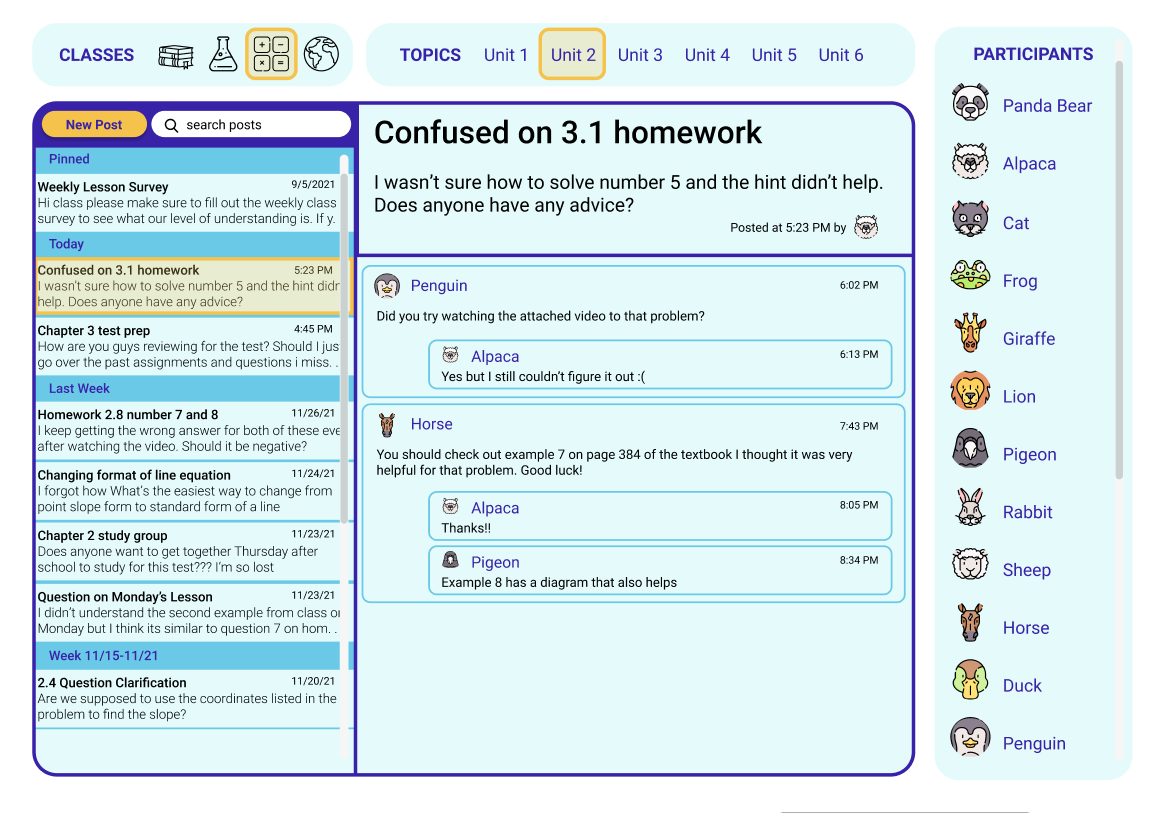 CLASSES
TOPICS
Unit 1
Unit 2
Unit 3
Unit 4
Unit 5
Unit 6
New Post
search posts
Pinned
Weekly Lesson Survey 9/5/2021
Hi class please make sure to fill out the weekly class
survey to see what our level of understanding is. If y.
Today
Confused on 3.1 homework 5:23 PM
I wasn’t sure how to solve number 5 and the hint didn
help. Does anyone have any advice?
Chapter 3 test prep 4:45 PM
How are you guys reviewing for the test? Should I jus
go over the past assignments and questions i miss. .
Last Week
Homework 2.8 number 7 and 8 11/26/21
I keep getting the wrong answer for both of these eve
after watching the video. Should it be negative?
Changing format of line equation 11/24/21
I forgot how What’s the easiest way to change from
point slope form to standard form of a line
Chapter 2 study group 11/23/21
Does anyone want to get together Thursday after
school to study for this test??? I’m so lost
Question on Monday’s Lesson 11/23/21
I didn’t understand the second example from class o
Monday but I think its similar to question 7 on hom. .
Week 11/15-11/21
2.4 Question Clarification 11/20/21
Are we supposed to use the coordinates listed in the
problem to find the slope?
Confused on 3.1 homework
I wasn’t sure how to solve number 5 and the hint didn’t help.
Does anyone have any advice?
Posted at 5:23 PM by
Penguin 6:02 PM
Did you try watching the attached video to that problem?
Alpaca 6:13 PM
Yes but I still couldn’t figure it out :(
Horse 7:43 PM
You should check out example 7 on page 384 of the textbook I thought it was very
helpful for that problem. Good luck!
Alpaca 8:05 PM
Thanks!!
Pigeon 8:34 PM
Example 8 has a diagram that also helps
PARTICIPANTS
Panda Bear
Alpaca
Cat
Frog
Giraffe
Lion
Pigeon
Rabbit
Sheep
Horse
Duck
Penguin